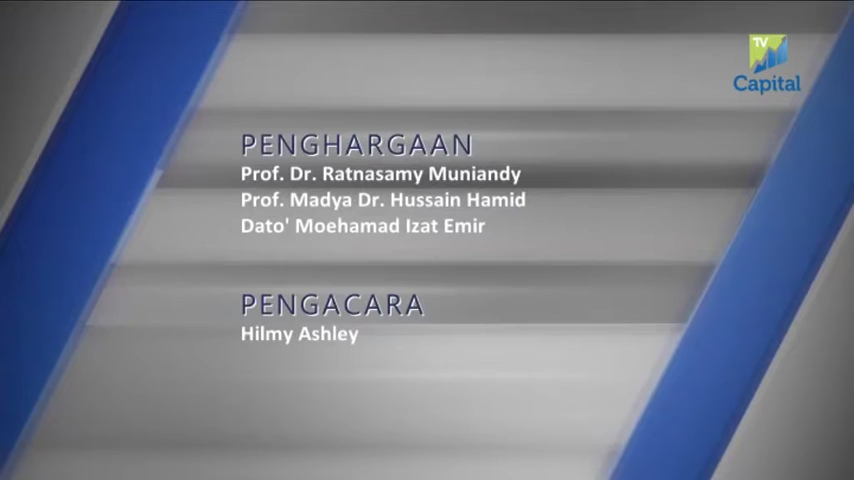 TV
Capital
PENGHARGAAN
Prof. Dr. Ratnasamy Muniandy
Prof. Madya Dr. Hussain Hamid
Dato' Moehamad Izat Emir
PENGACARA
Hilmy Ashley